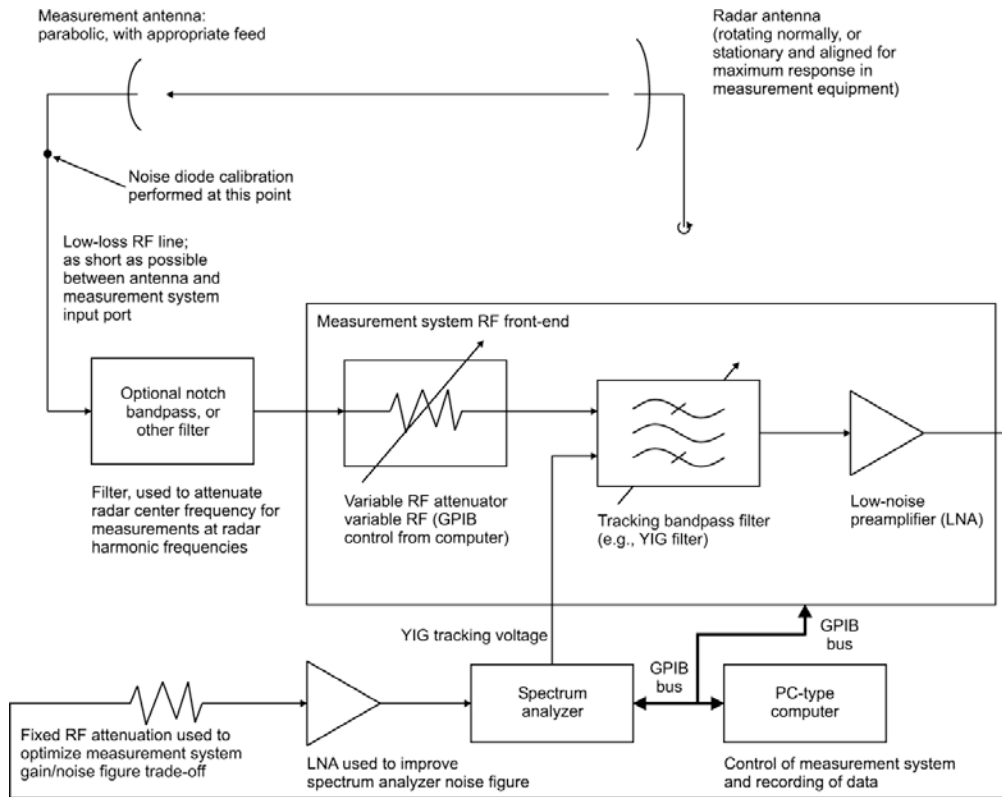 Measurement antenna:
parabolic, with appropriate feed
Radar antenna
(rotating normally, or
stationary and aligned for
maximum response in
measurement equipment)
Noise diode calibration
performed at this point
Low-loss RF line;
as short as possible
between antenna and
measurement system
input port
Measurement system RF front-end
Optional notch
bandpass, or
other filter
Filter, used to attenuate
radar center frequency for
measurements at radar
harmonic frequencies
Variable RF attenuator
variable RF (GPIB
control from computer)
Tracking bandpass filter
(e.g., YIG filter)
Low-noise
preamplifier (LNA)
YIG tracking voltage
GPIB
bus
GPIB
bus
Spectrum
analyzer
PC-type
computer
Fixed RF attenuation used to
optimize measurement system
gain/noise figure trade-off
LNA used to improve
spectrum analyzer noise figure
Control of measurement system
and recording of data